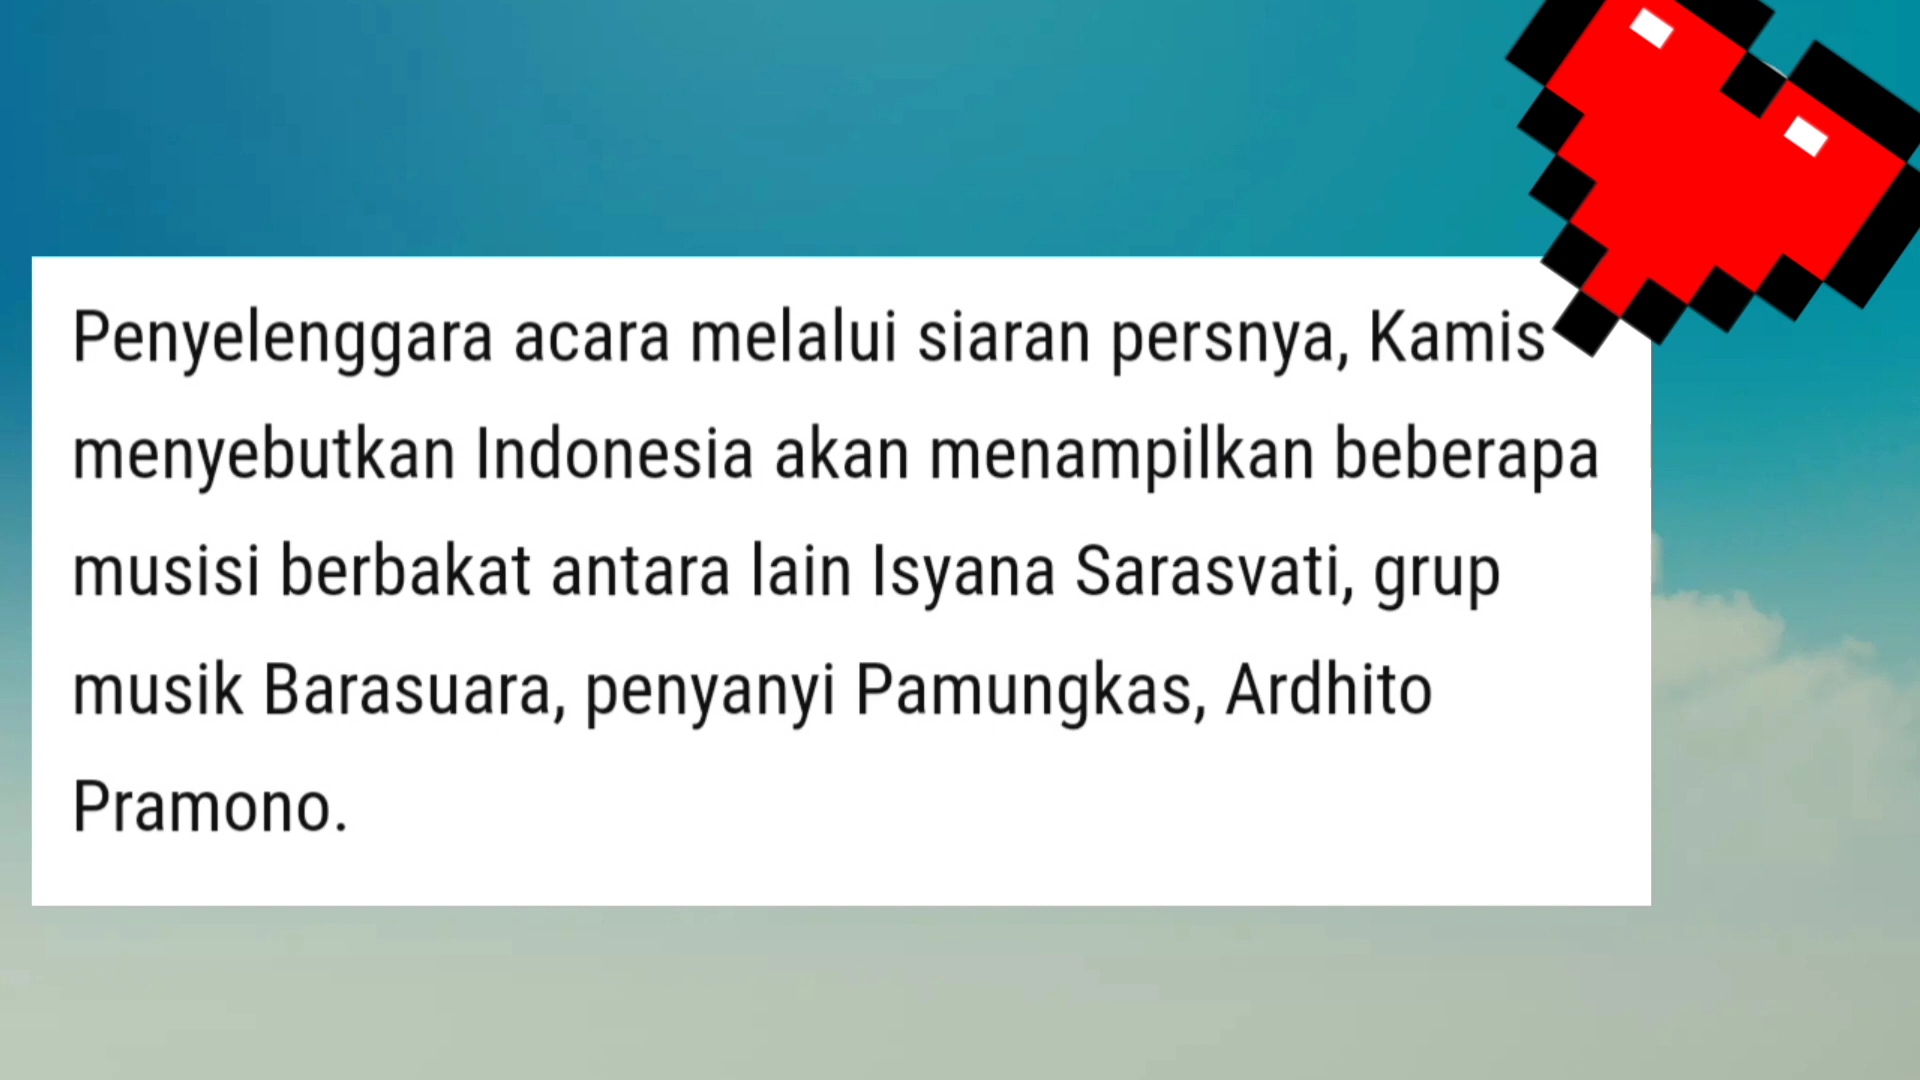 Penyelenggara acara melalui siaran persnya, Kamis
menyebutkan Indonesia akan menampilkan beberapa
musisi berbakat antara lain Isyana Sarasvati, grup
musik Barasuara, penyanyi Pamungkas, Ardhito
Pramono.